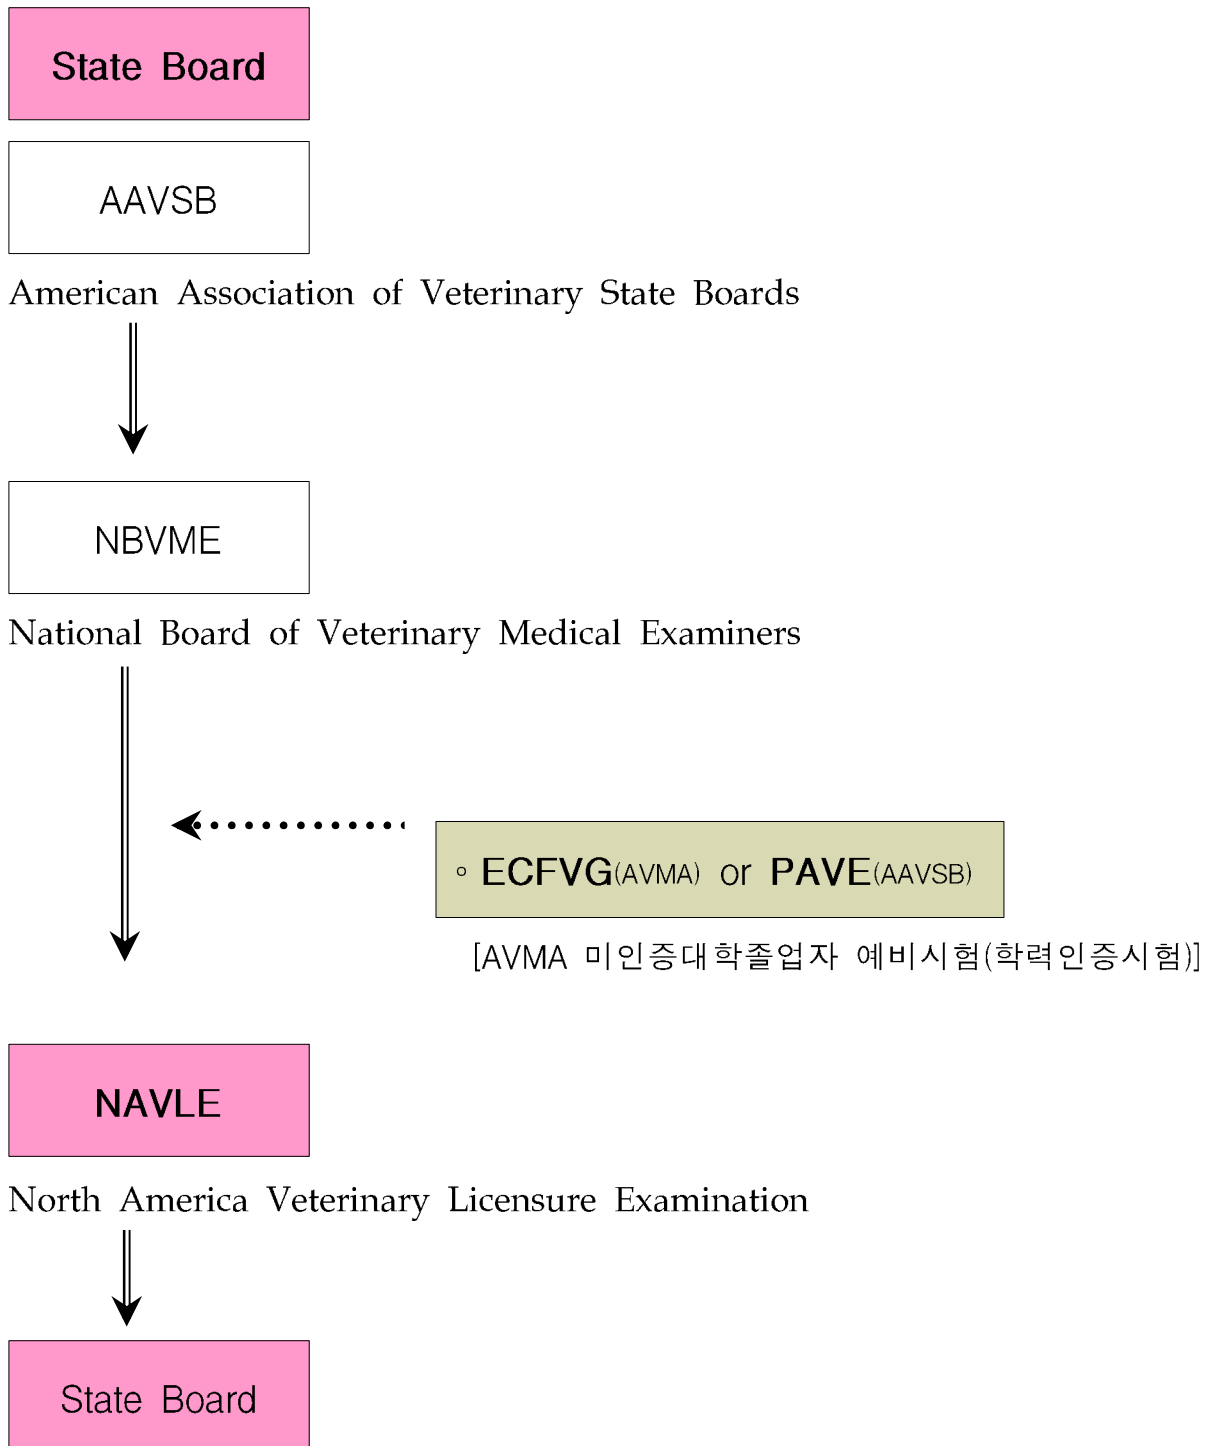 State Board
AAVSB
American Association of Veterinary State Boards
NBVME
National Board of Veterinary Medical Examiners
◦ ECFVG(AVMA) or PAVE(AAVSB)
[AVMA 미인증대학졸업자 예비시험(학력인증시험)]
NAVLE
North America Veterinary Licensure Examination
State Board